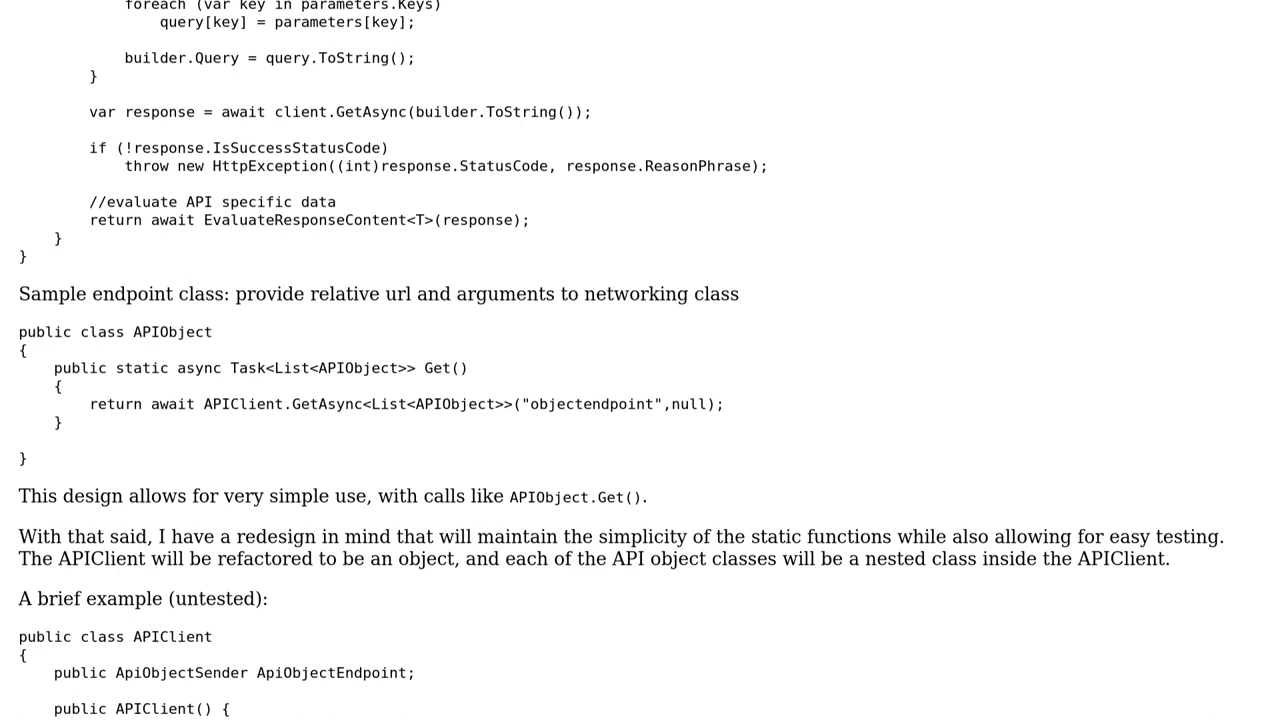 foreach (var key in parameters.Keys)
query[key] = parameters[key];
builder.Query = query.ToString();
}
var response = await client.GetAsync(builder.ToString());
if (!response.IsSuccessStatusCode)
throw new HttpException((int)response.StatusCode, response.ReasonPhrase);
//evaluate API specific data
return await EvaluateResponseContent<T>(response);
}
}
Sample endpoint class: provide relative url and arguments to networking class
public class APIObject
{
public static async Task<List<APIObject>> Get()
{
return await APIClient.GetAsync<List<APIObject>>("objectendpoint",null);
}
}
This design allows for very simple use, with calls like APIObject.Get().
With that said, I have a redesign in mind that will maintain the simplicity of the static functions while also allowing for easy testing.
The APIClient will be refactored to be an object, and each of the API object classes will be a nested class inside the APIClient.
A brief example (untested):
public class APIClient
{
public ApiObjectSender ApiObjectEndpoint;
public APIClient() {